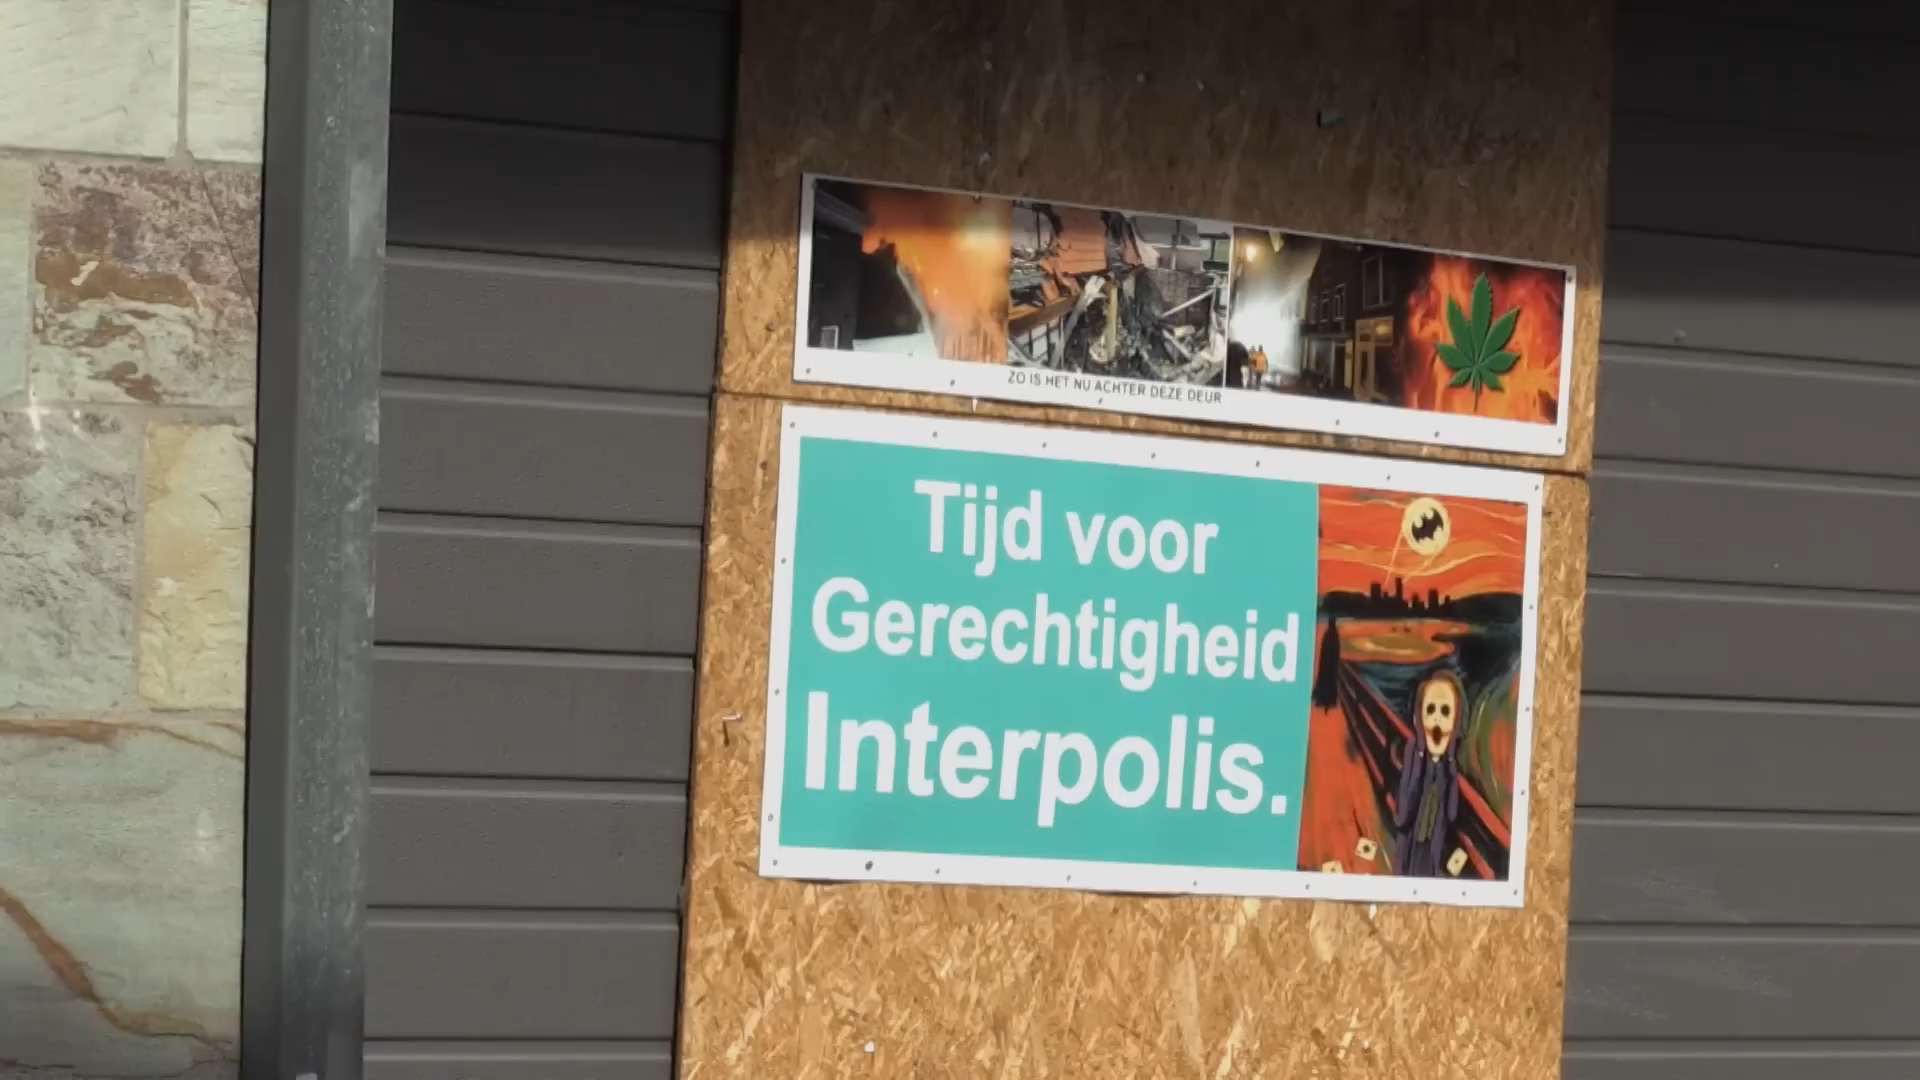 ZO IS HET NU ACHTER DEZE DEUR
Tijd voor
Gerechtigheid
Interpolis.